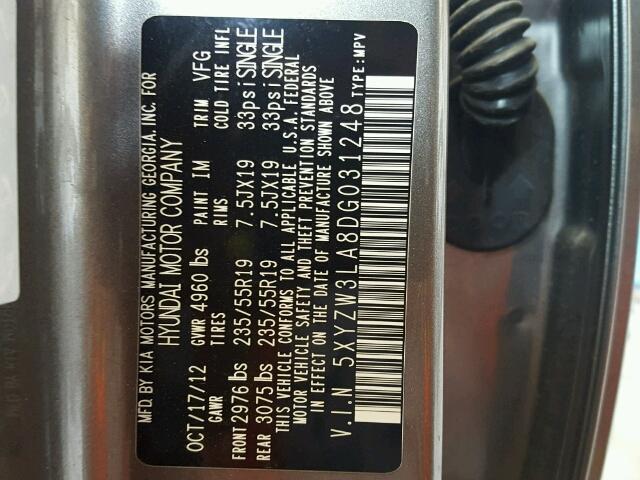 MFD. BY KIA MOTORS MANUFACTURING GEORGIA. INC. FOR
HYUNDAI MOTOR COMPANY
OCT/17/12 GVWR 4960 lbs PAINT IM TRIM VFG
GAWR TIRES RIMS COLD TIRE INFL
FRONT 2976 lbs 235/55R19 7.5JX19 33psi SINGLE
REAR 3075 lbs 235/55R19 7.5JX19 33psi SINGLE
THIS VEHICLE CONFORMS TO ALL APPLICABLE U.S.A. FEDERAL
MOTOR VEHICLE SAFETY AND THEFT PREVENTION STANDARDS
IN EFFECT ON THE DATE OF MANUFACTURE SHOWN ABOVE
V.I.N 5XYZW3LA8DG031248 TYPE: MPV